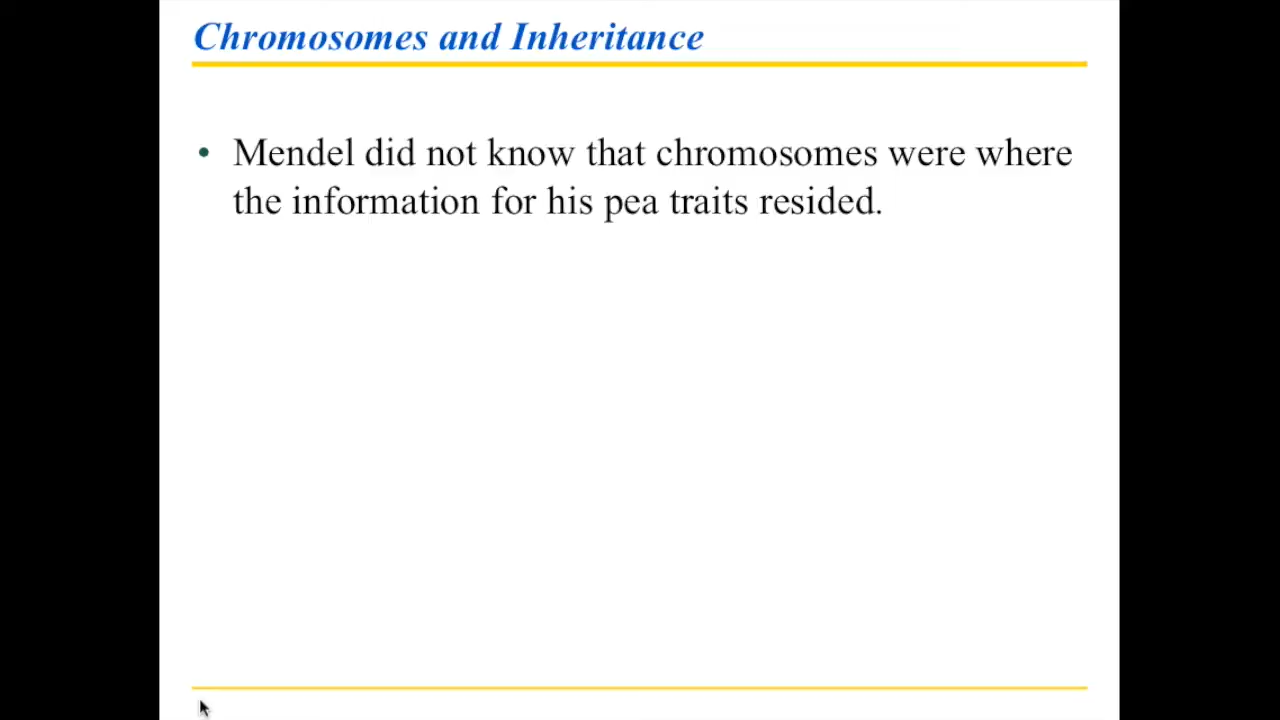 Chromosomes and Inheritance
• Mendel did not know that chromosomes were where
the information for his pea traits resided.